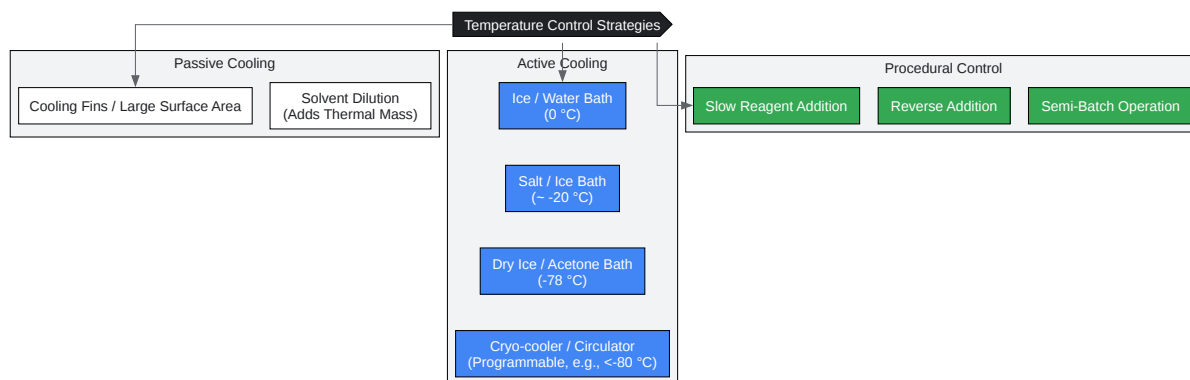 Temperature Control Strategies
Passive Cooling
Cooling Fins / Large Surface Area
Solvent Dilution
(Adds Thermal Mass)
Active Cooling
Ice / Water Bath
(0 °C)
Salt / Ice Bath
(~ -20 °C)
Dry Ice / Acetone Bath
(-78 °C)
Cryo-cooler / Circulator
(Programmable, e.g., <-80 °C)
Procedural Control
Slow Reagent Addition
Reverse Addition
Semi-Batch Operation